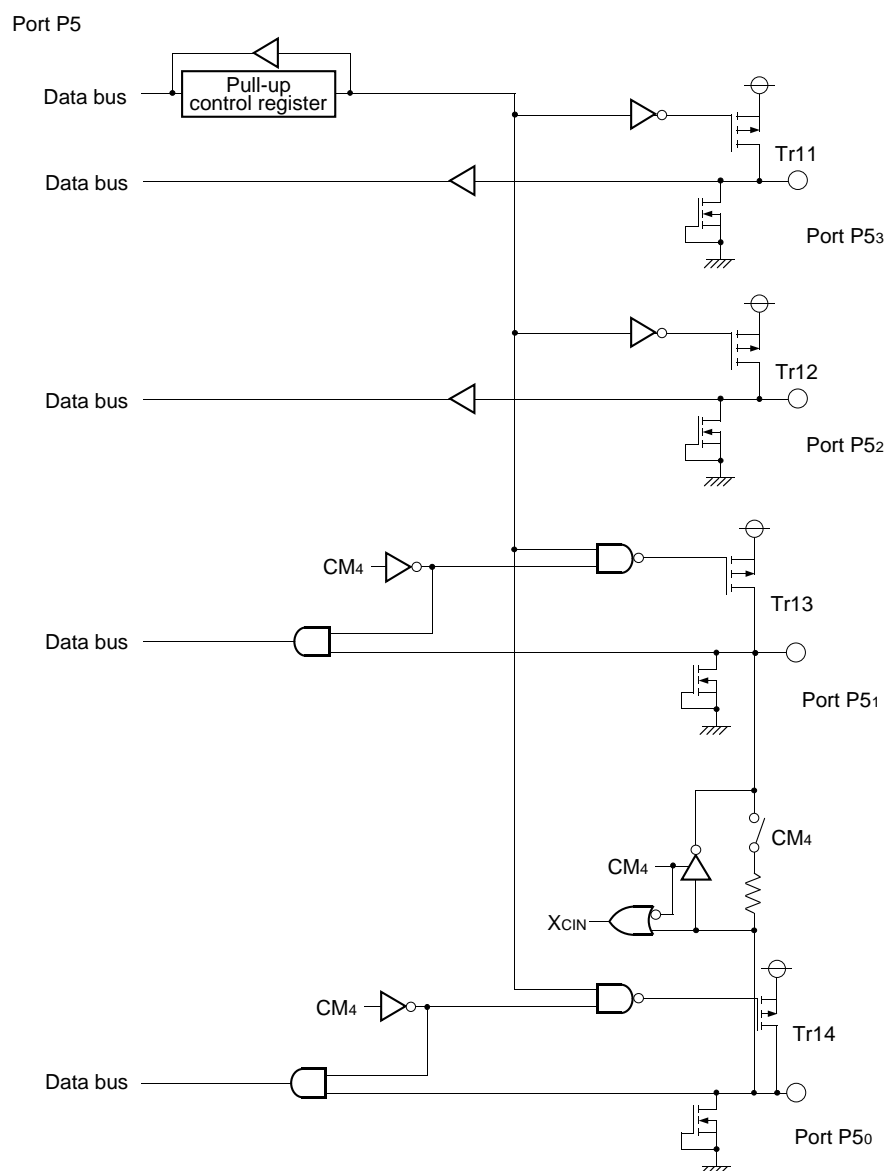 Port P5
Data bus
Pull-up
control register
Tr11
Data bus
Port P5₃
Tr12
Data bus
Port P5₂
CM₄
Tr13
Data bus
Port P5₁
CM₄
CM₄
XCIN
CM₄
Tr14
Data bus
Port P5₀